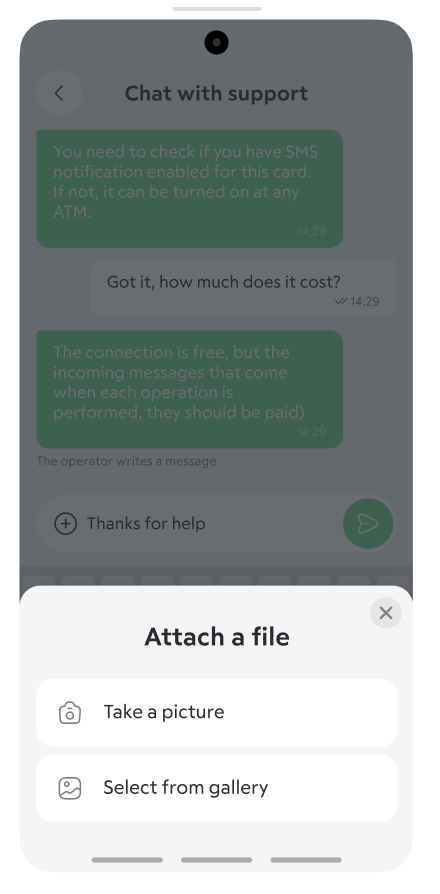 Chat with support
You need to check if you have SMS
notification enabled for this card.
If not, it can be turned on at any
ATM.
14:29
Got it, how much does it cost?
14:29
The connection is free, but the
incoming messages that come
when each operation is
performed, they should be paid)
14:29
The operator writes a message
Thanks for help
Attach a file
Take a picture
Select from gallery